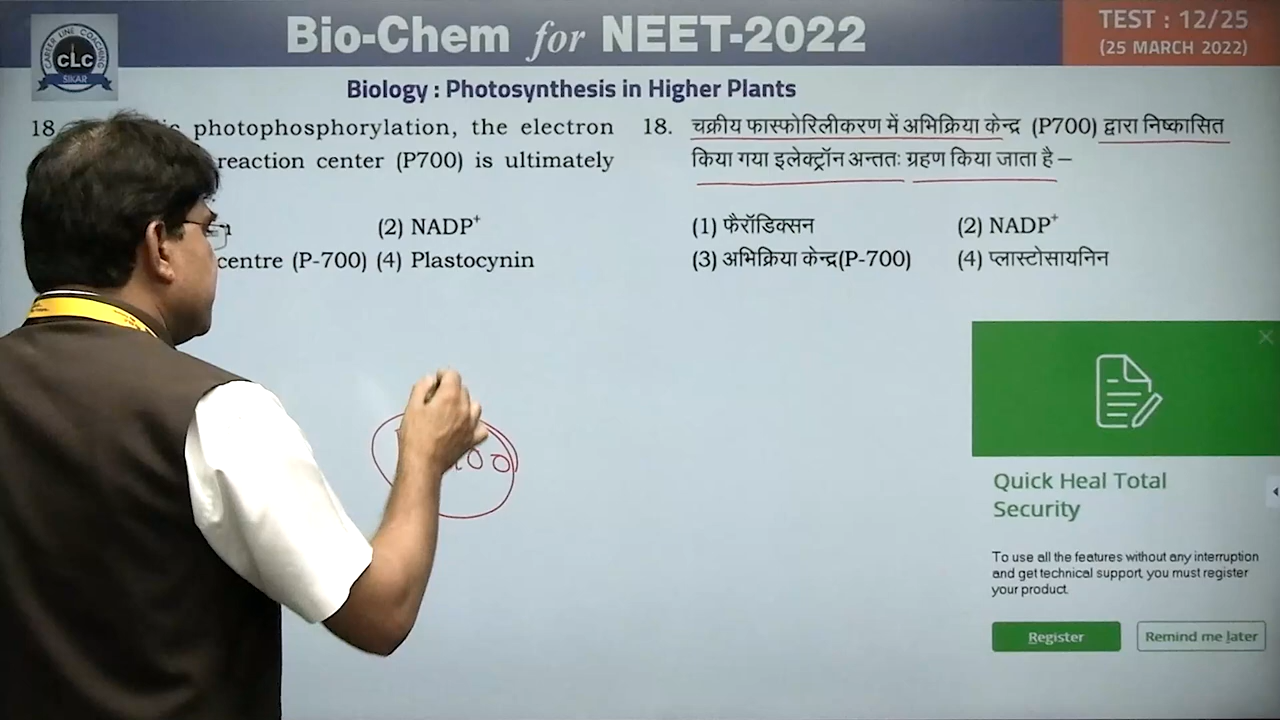 Bio-Chem for NEET-2022
TEST : 12/25
(25 MARCH 2022)
CAREER LINE COACHING
CLC
SIKAR
Biology : Photosynthesis in Higher Plants
18 photophosphorylation, the electron
reaction center (P700) is ultimately
(2) NADP+
centre (P-700) (4) Plastocynin
18. चक्रीय फास्फोरिलीकरण में अभिक्रिया केन्द्र (P700) द्वारा निष्कासित
किया गया इलेक्ट्रॉन अन्ततः ग्रहण किया जाता है –
(1) फैरॉडिक्सन (2) NADP+
(3) अभिक्रिया केन्द्र(P-700) (4) प्लास्टोसायनिन
Quick Heal Total
Security
To use all the features without any interruption
and get technical support, you must register
your product.
Register
Remind me later